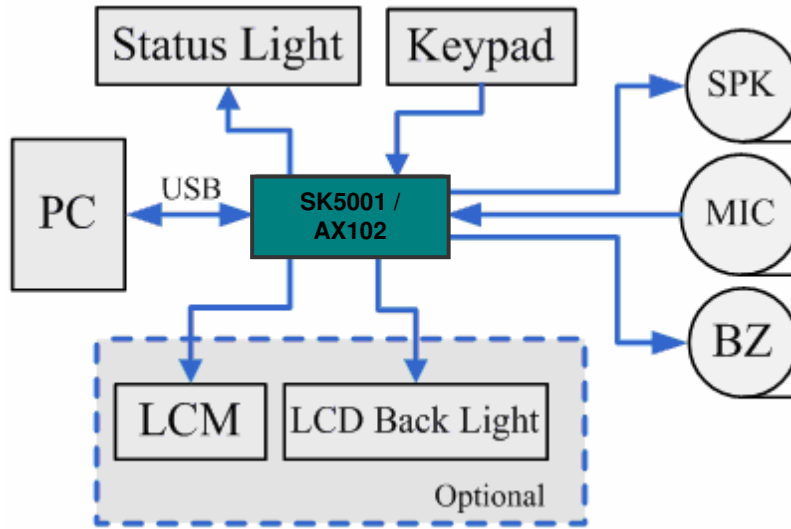 Status Light
Keypad
SPK
PC
USB
SK5001 /
AX102
MIC
BZ
LCM
LCD Back Light
Optional